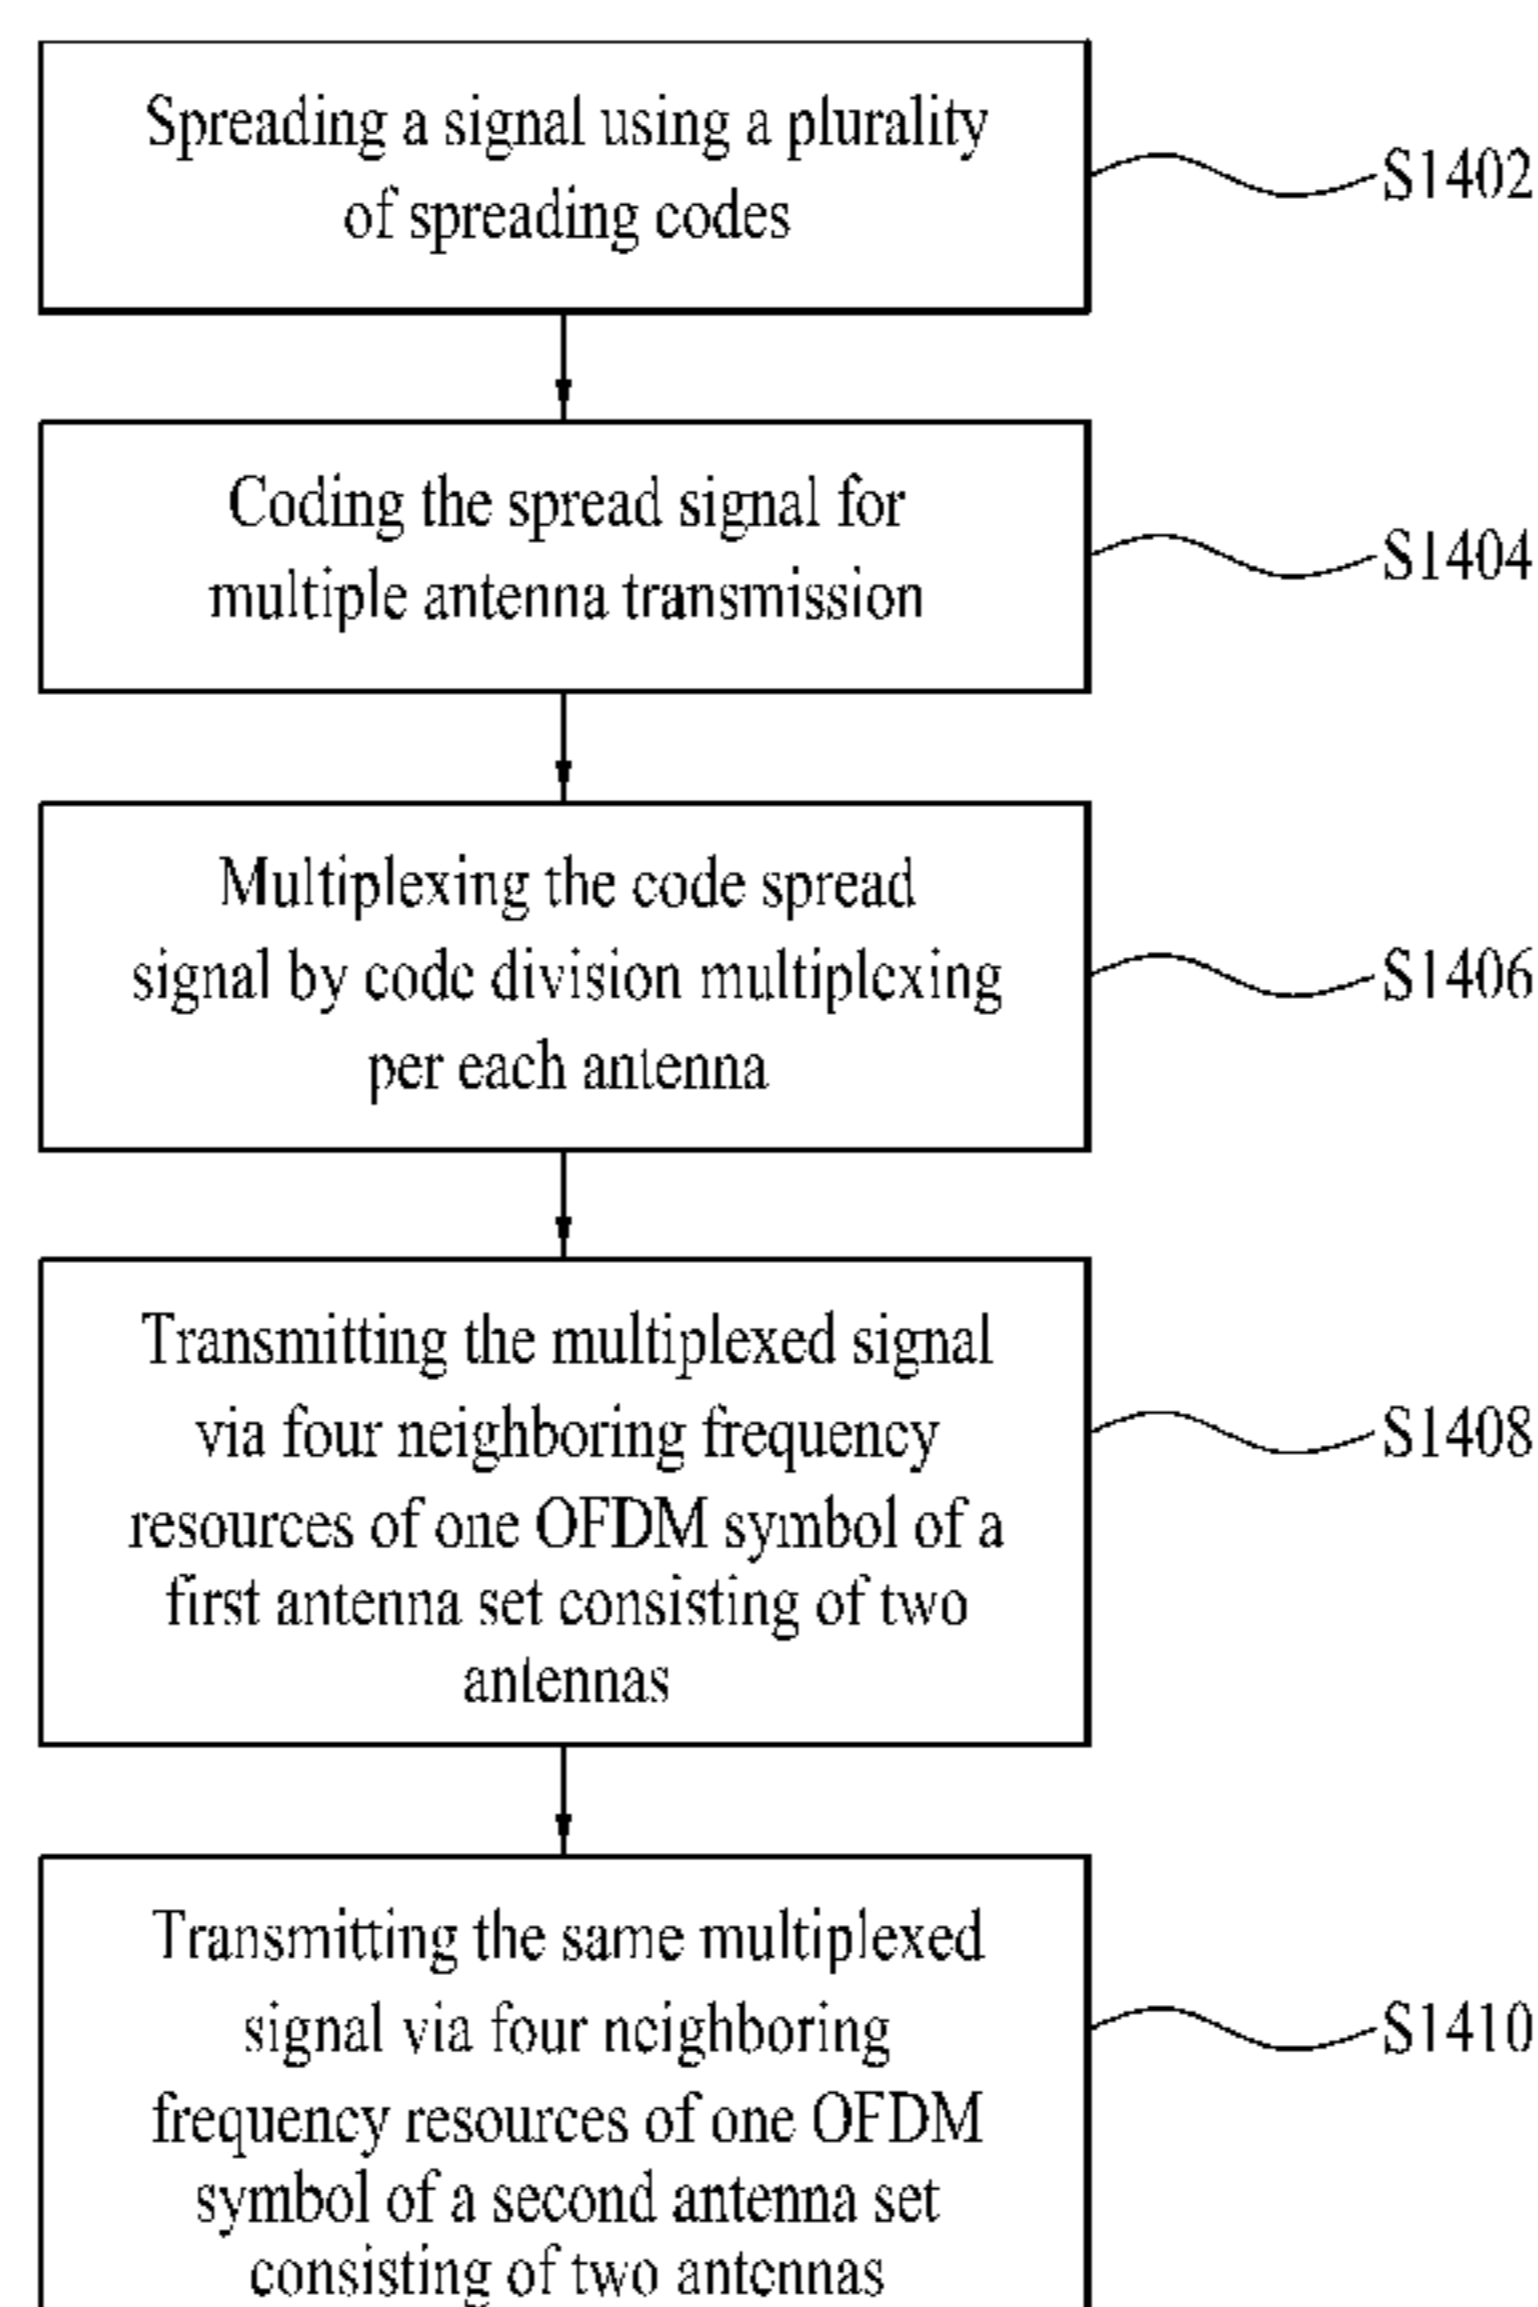 Spreading a signal using a plurality
of spreading codes
S1402
Coding the spread signal for
multiple antenna transmission
S1404
Multiplexing the code spread
signal by code division multiplexing
per each antenna
S1406
Transmitting the multiplexed signal
via four neighboring frequency
resources of one OFDM symbol of a
first antenna set consisting of two
antennas
S1408
Transmitting the same multiplexed
signal via four neighboring
frequency resources of one OFDM
symbol of a second antenna set
consisting of two antennas
S1410